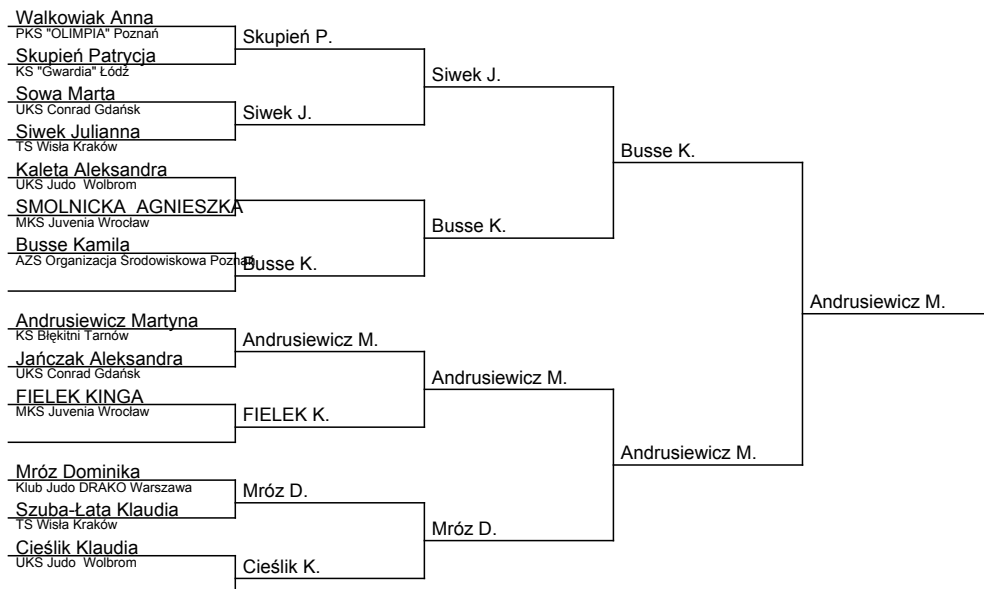 Walkowiak Anna
PKS "OLIMPIA" Poznań
Skupień Patrycja
KS "Gwardia" Łódź
Sowa Marta
UKS Conrad Gdańsk
Siwek Julianna
TS Wisła Kraków
Kaleta Aleksandra
UKS Judo  Wolbrom
SMOLNICKA  AGNIESZKA
MKS Juvenia Wrocław
Busse Kamila
AZS Organizacja Środowiskowa Poznań
Andrusiewicz Martyna
KS Błękitni Tarnów
Jańczak Aleksandra
UKS Conrad Gdańsk
FIELEK KINGA
MKS Juvenia Wrocław
Mróz Dominika
Klub Judo DRAKO Warszawa
Szuba-Łata Klaudia
TS Wisła Kraków
Cieślik Klaudia
UKS Judo  Wolbrom
Skupień P.
Siwek J.
Busse K.
Andrusiewicz M.
FIELEK K.
Mróz D.
Cieślik K.
Siwek J.
Busse K.
Andrusiewicz M.
Mróz D.
Busse K.
Andrusiewicz M.
Andrusiewicz M.